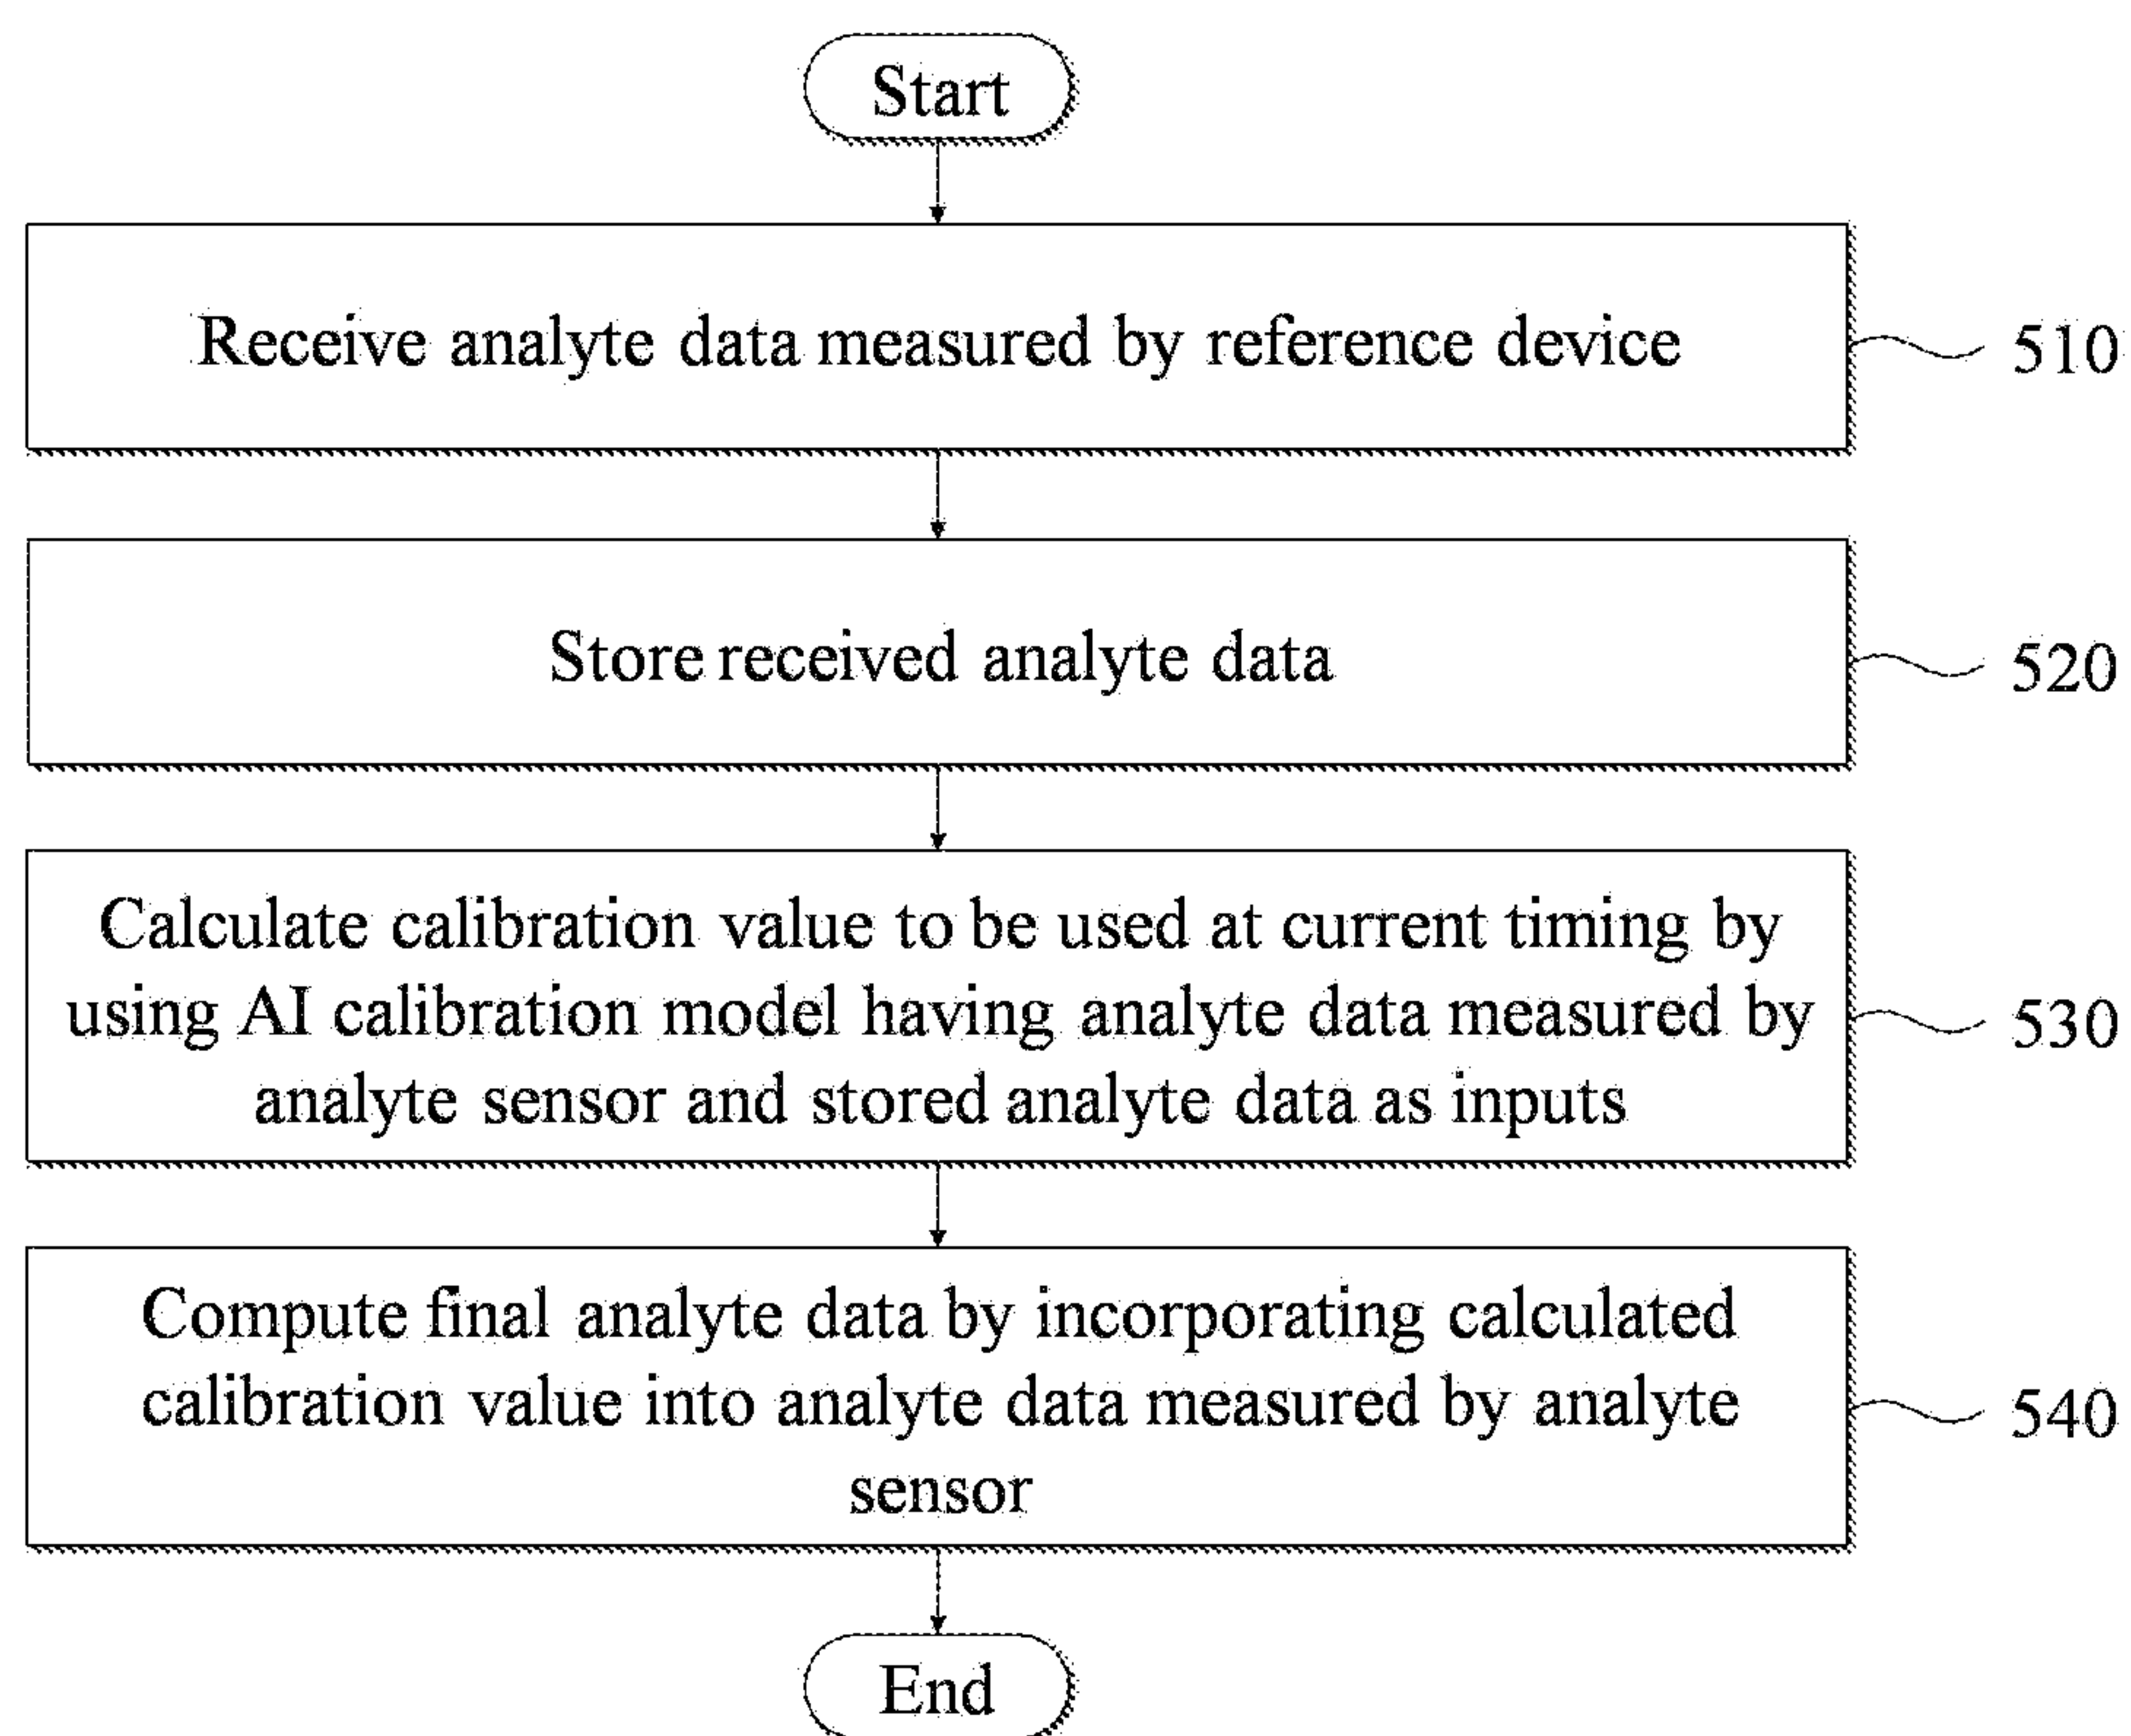 Start
Receive analyte data measured by reference device
510
Store received analyte data
520
Calculate calibration value to be used at current timing by
using AI calibration model having analyte data measured by
analyte sensor and stored analyte data as inputs
530
Compute final analyte data by incorporating calculated
calibration value into analyte data measured by analyte
sensor
540
End